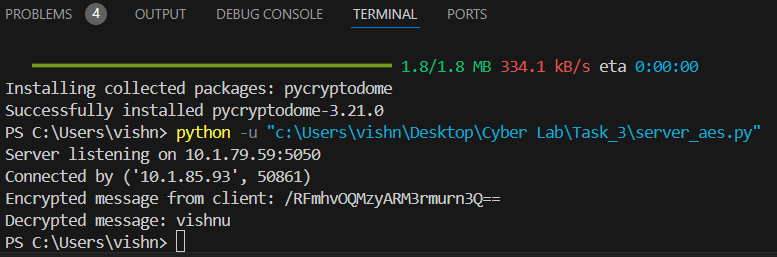 PROBLEMS 4 OUTPUT DEBUG CONSOLE TERMINAL PORTS
1.8/1.8 MB 334.1 kB/s eta 0:00:00
Installing collected packages: pycryptodome
Successfully installed pycryptodome-3.21.0
PS C:\Users\vishn> python -u "c:\Users\vishn\Desktop\Cyber Lab\Task_3\server_aes.py"
Server listening on 10.1.79.59:5050
Connected by ('10.1.85.93', 50861)
Encrypted message from client: /RFmhvOQMzyARM3rmurn3Q==
Decrypted message: vishnu
PS C:\Users\vishn>